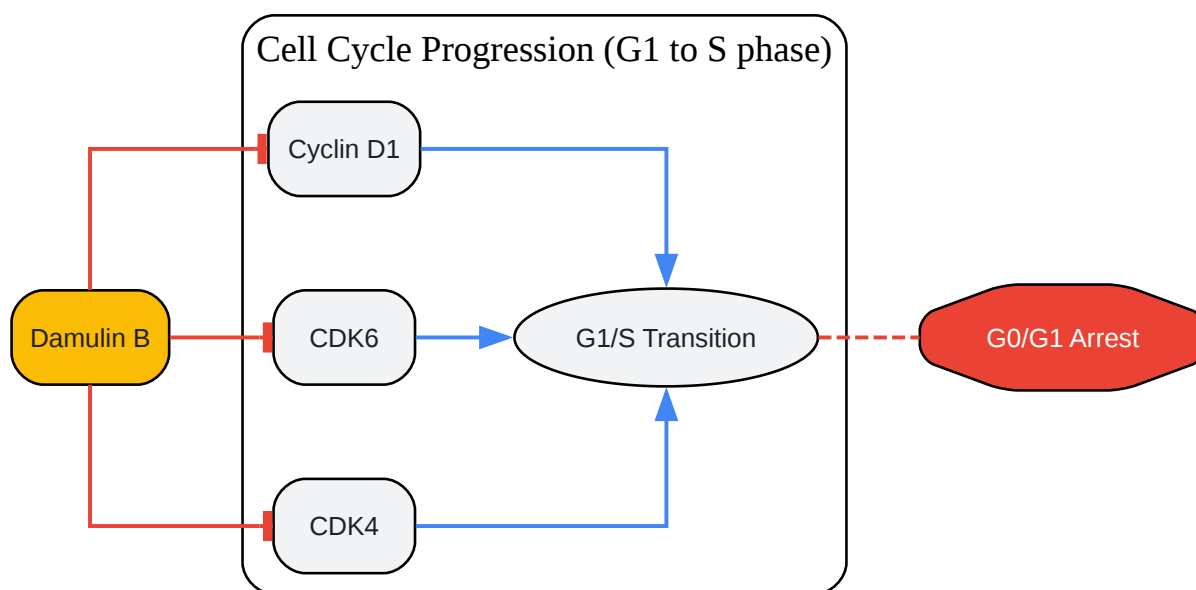 Cell Cycle Progression (G1 to S phase)
Cyclin D1
Damulin B
CDK6
G1/S Transition
G0/G1 Arrest
CDK4